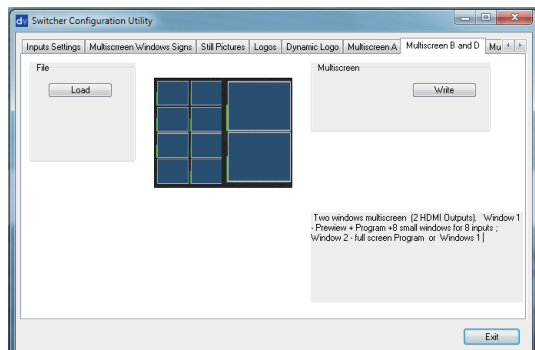 dv Switcher Configuration Utility
Inputs Settings Multiscreen Windows Signs Still Pictures Logos Dynamic Logo Multiscreen A Multiscreen B and D Mu
File
Multiscreen
Load
Write
Two windows multiscreen (2 HDMI Outputs). Window 1
- Prewiew + Program +8 small windows for 8 inputs ;
Window 2 - full screen Program or Windows 1
Exit